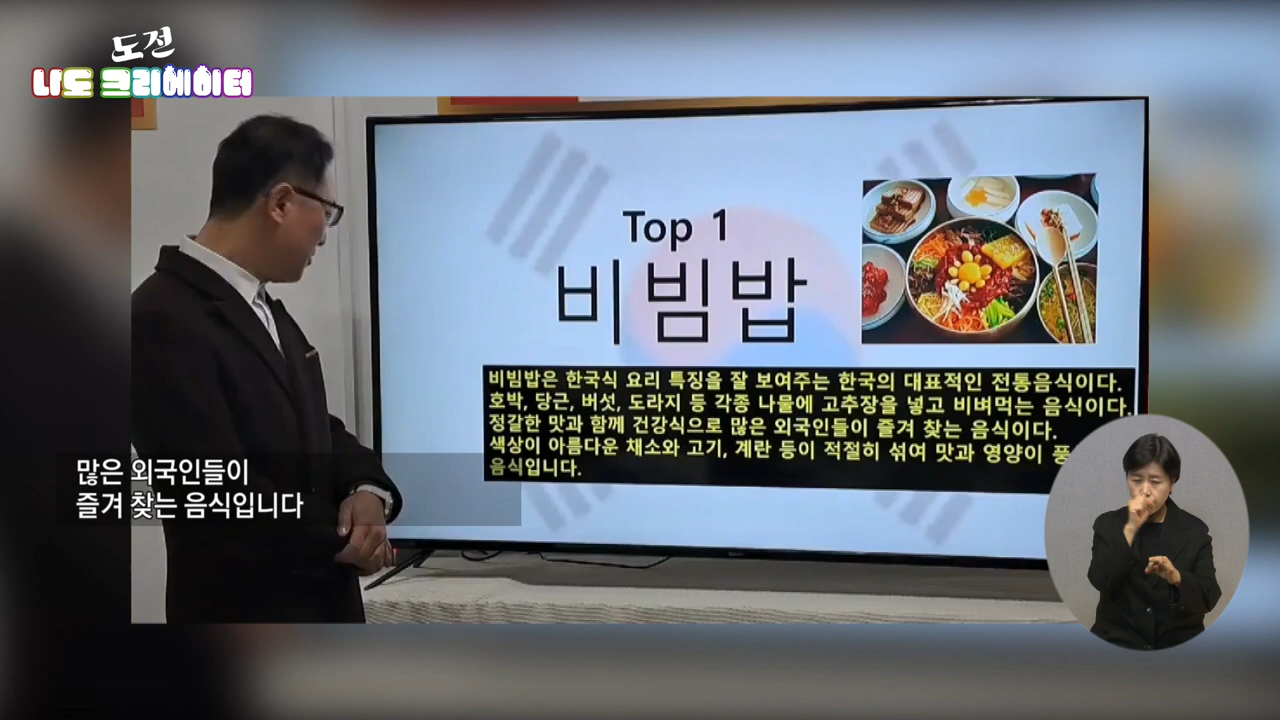 도전
나도 크리에이터
Top 1
비빔밥
비빔밥은 한국식 요리 특징을 잘 보여주는 한국의 대표적인 전통음식이다.
호박, 당근, 버섯, 도라지 등 각종 나물에 고추장을 넣고 비벼먹는 음식이다.
정갈한 맛과 함께 건강식으로 많은 외국인들이 즐겨 찾는 음식이다.
색상이 아름다운 채소와 고기, 계란 등이 적절히 섞여 맛과 영양이 풍
음식입니다.
많은 외국인들이
즐겨 찾는 음식입니다